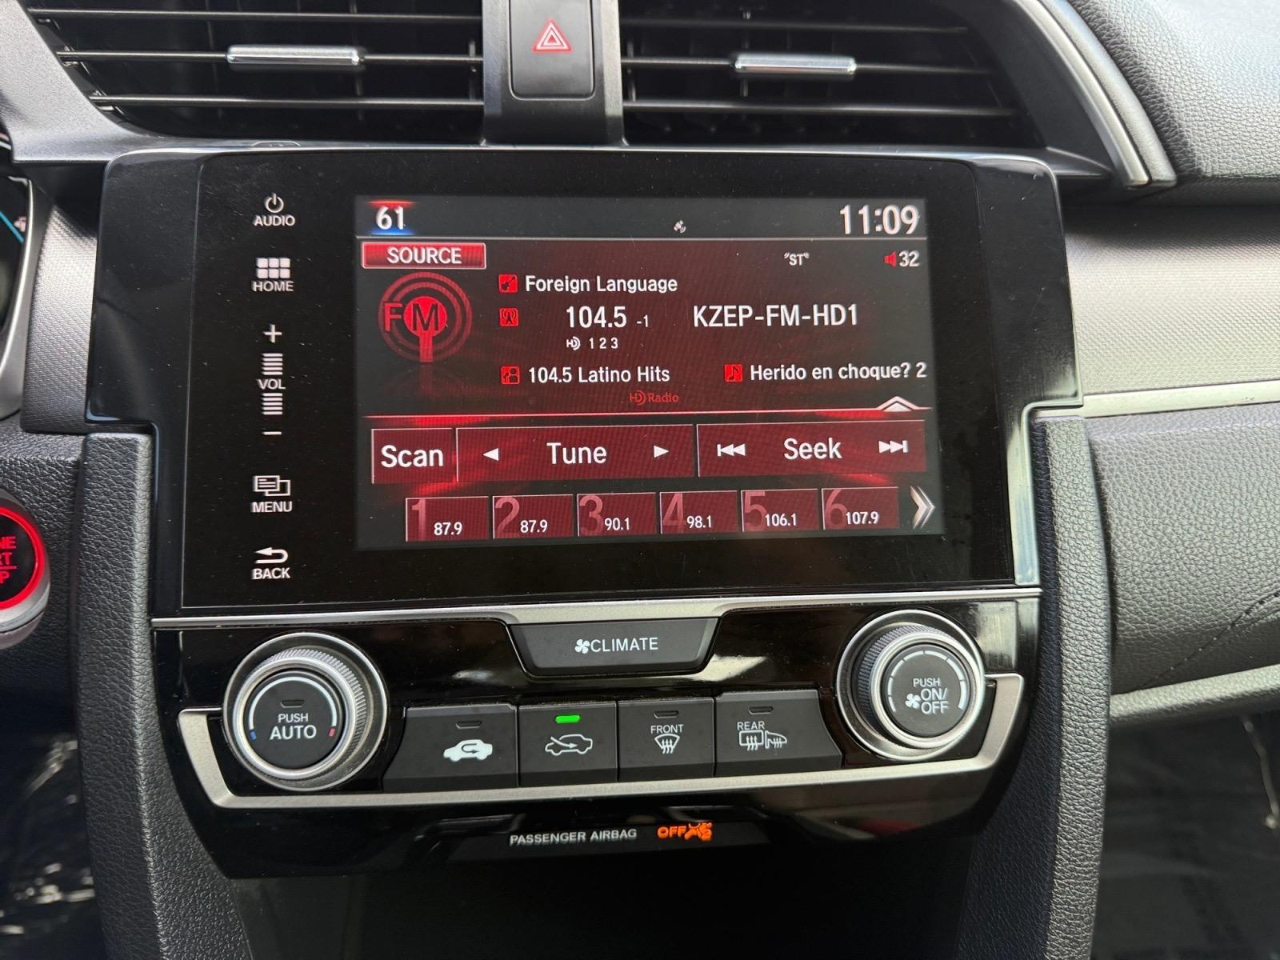 AUDIO
HOME
+
VOL
−
MENU
BACK
61
11:09
SOURCE
"ST"
32
FM
Foreign Language
104.5 -1 KZEP-FM-HD1
HD 1 2 3
104.5 Latino Hits
Herido en choque? 2
HD Radio
Scan
Tune
Seek
1 87.9
2 87.9
3 90.1
4 98.1
5 106.1
6 107.9
CLIMATE
PUSH
AUTO
FRONT
REAR
PUSH
ON/
OFF
PASSENGER AIRBAG OFF